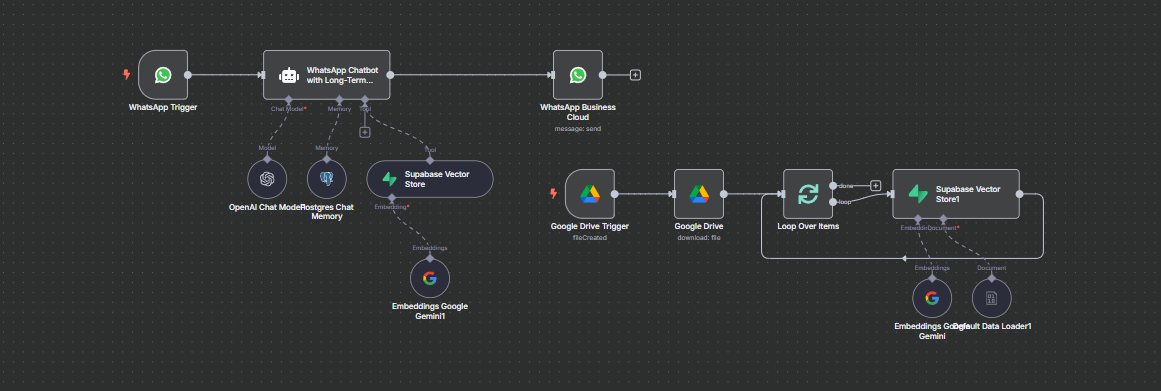 WhatsApp Chatbot
with Long-Term...
WhatsApp Trigger
Chat Model*
Memory
Tool
WhatsApp Business
Cloud
message: send
Model
Memory
Tool
Supabase Vector
Store
OpenAI Chat Model
Postgres Chat
Memory
Embedding*
Embeddings
Embeddings Google
Gemini1
Google Drive Trigger
fileCreated
Google Drive
download: file
done
loop
Loop Over Items
Supabase Vector
Store1
Embedding
Document*
Embeddings
Document
Embeddings Google
Gemini
Default Data Loader1